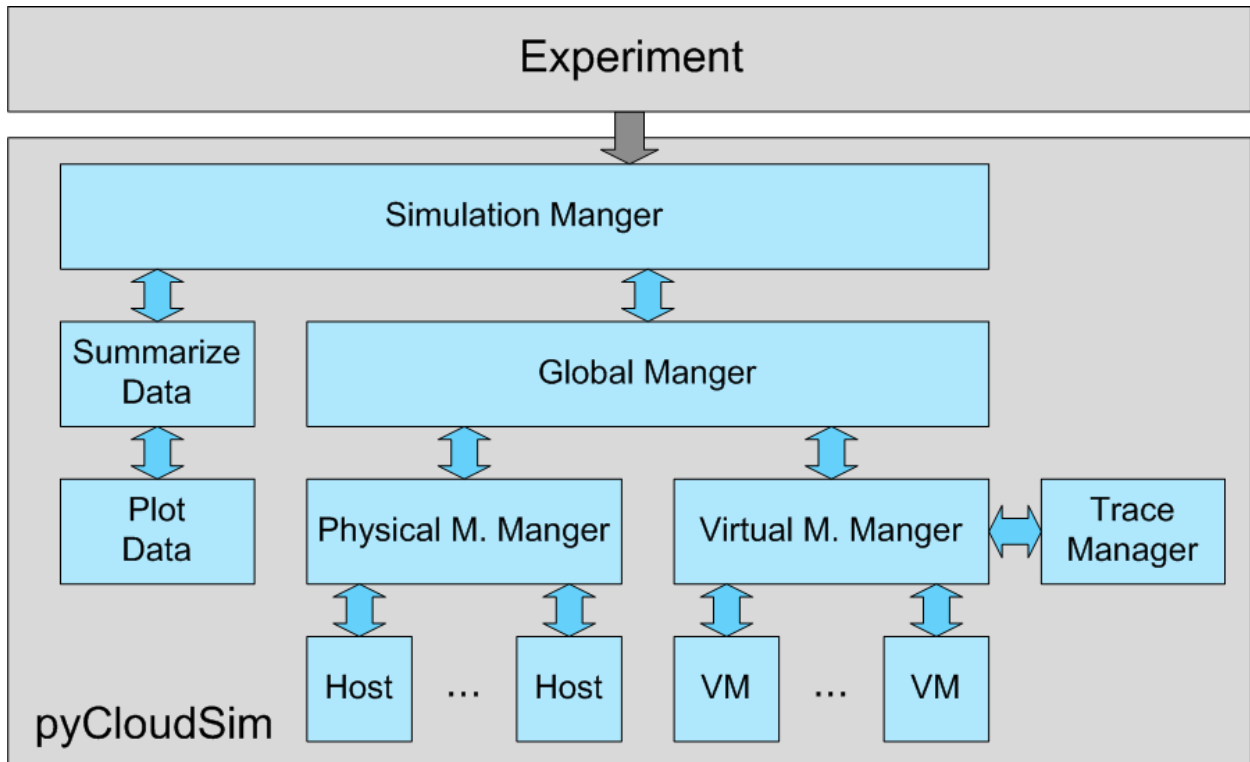 Experiment
Simulation Manger
Summarize
Data
Global Manger
Plot
Data
Physical M. Manger
Virtual M. Manger
Trace
Manager
Host
...
Host
VM
...
VM
pyCloudSim